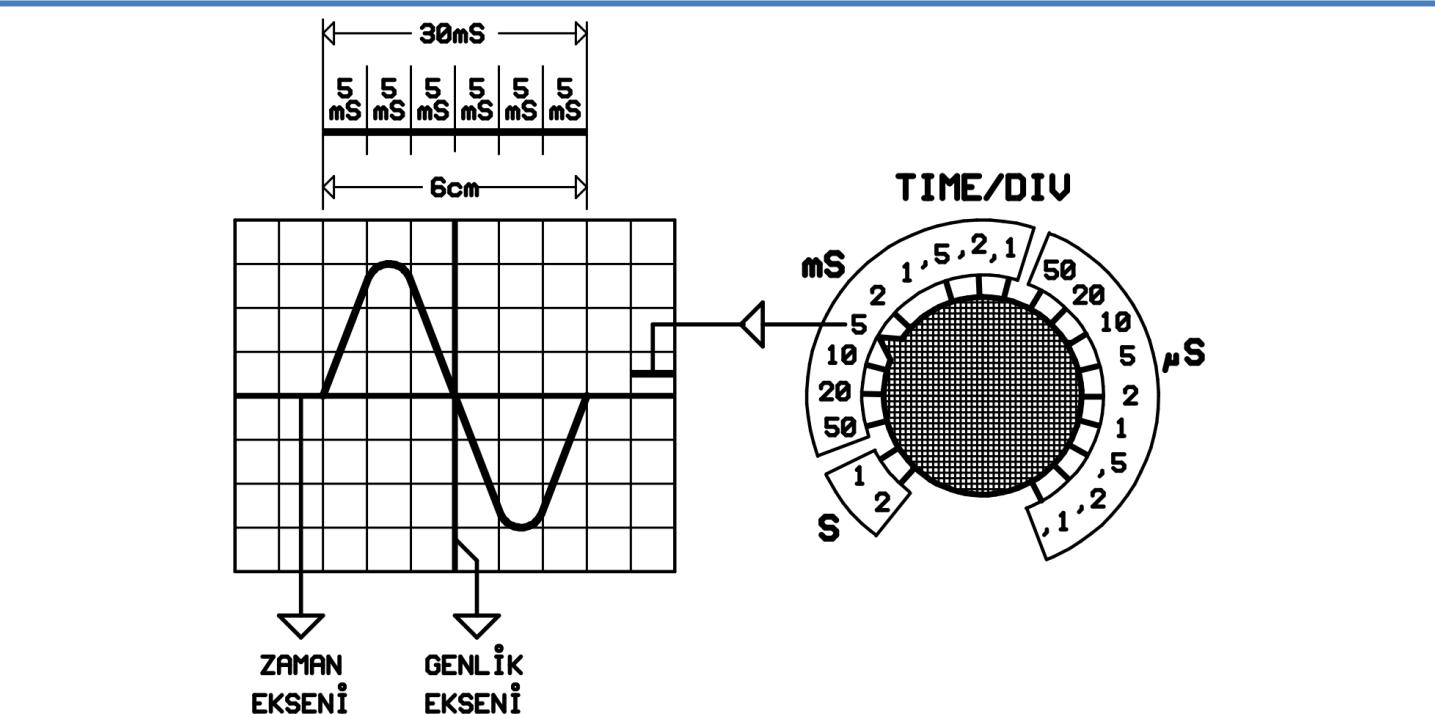 30mS
5 5 5 5 5 5
mS mS mS mS mS mS
6cm
TIME/DIV
mS
1 ,5 ,2 ,1
2
5
10
20
50
50
20
10
5
2
1
,5
,2
,1
µS
1
2
S
ZAMAN
EKSENİ
GENLİK
EKSENİ